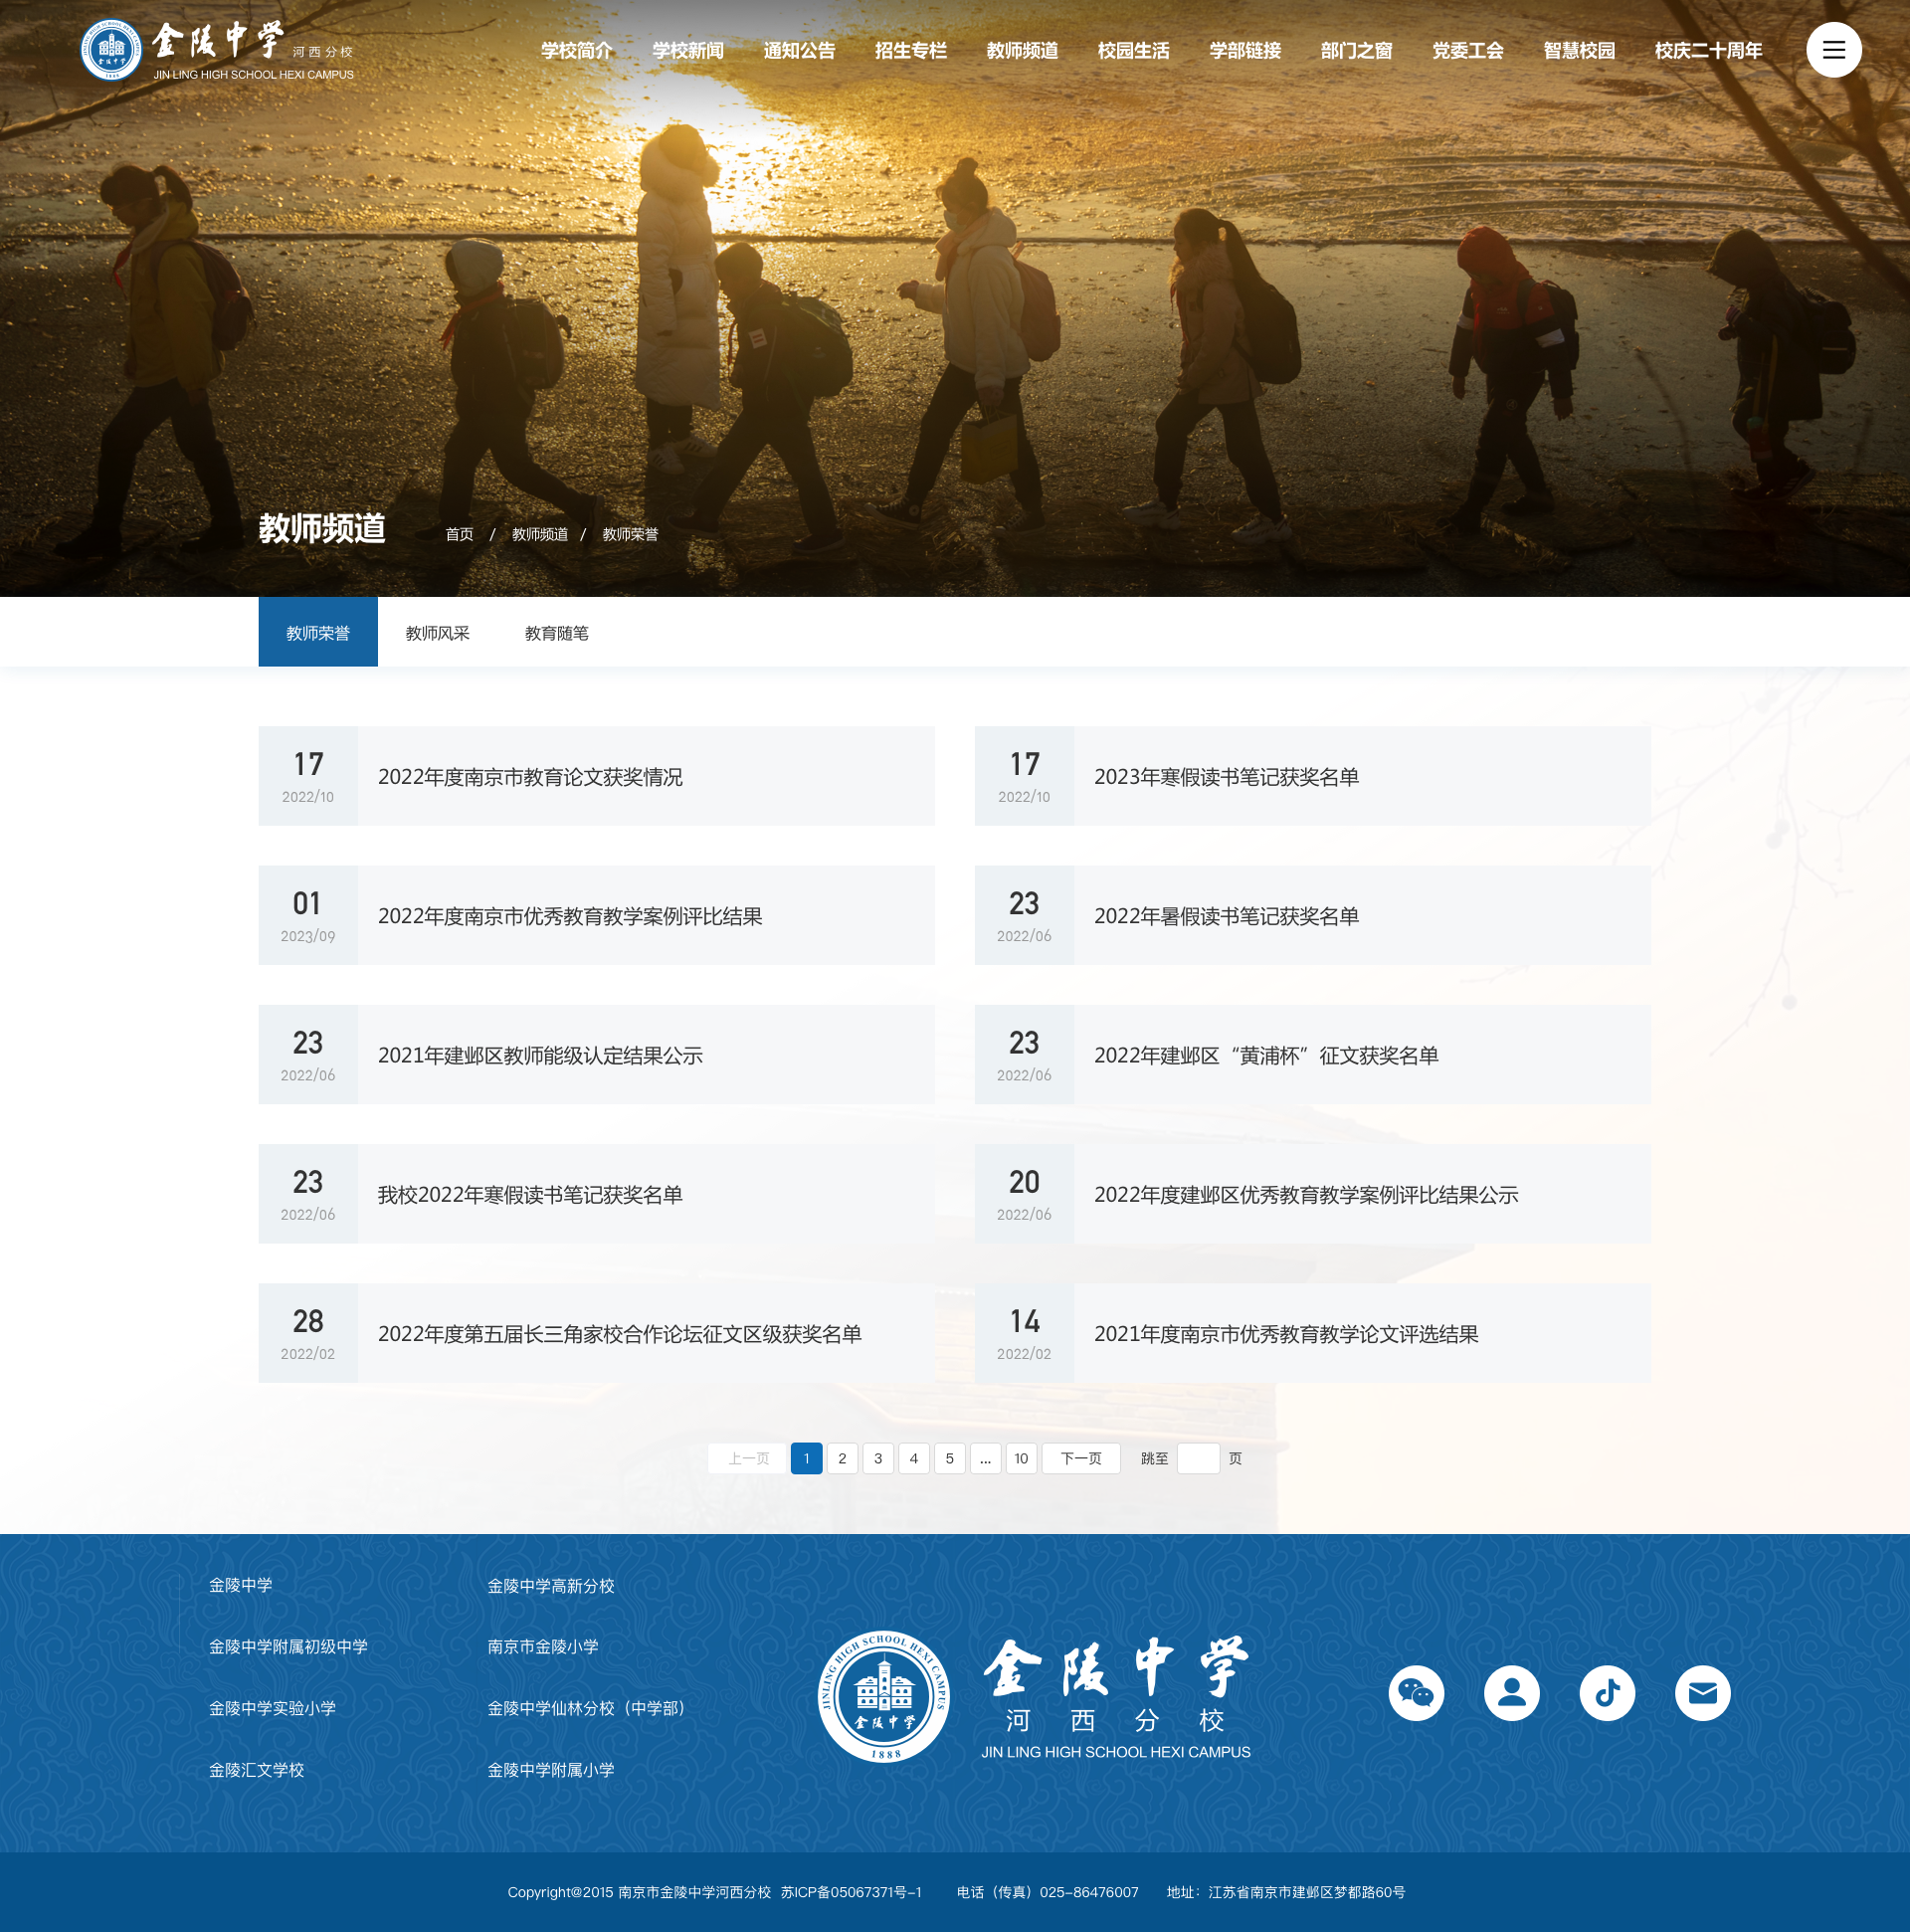 金陵中学 河西分校
JIN LING HIGH SCHOOL HEXI CAMPUS
学校简介 学校新闻 通知公告 招生专栏 教师频道 校园生活 学部链接 部门之窗 党委工会 智慧校园 校庆二十周年
教师频道 首页 / 教师频道 / 教师荣誉
教师荣誉 教师风采 教育随笔
17
2022/10
2022年度南京市教育论文获奖情况
17
2022/10
2023年寒假读书笔记获奖名单
01
2023/09
2022年度南京市优秀教育教学案例评比结果
23
2022/06
2022年暑假读书笔记获奖名单
23
2022/06
2021年建邺区教师能级认定结果公示
23
2022/06
2022年建邺区“黄浦杯”征文获奖名单
23
2022/06
我校2022年寒假读书笔记获奖名单
20
2022/06
2022年度建邺区优秀教育教学案例评比结果公示
28
2022/02
2022年度第五届长三角家校合作论坛征文区级获奖名单
14
2022/02
2021年度南京市优秀教育教学论文评选结果
上一页 1 2 3 4 5 ... 10 下一页 跳至 页
金陵中学 金陵中学高新分校
金陵中学附属初级中学 南京市金陵小学
金陵中学实验小学 金陵中学仙林分校（中学部）
金陵汇文学校 金陵中学附属小学
JINLING HIGH SCHOOL HEXI CAMPUS
金陵中学
1888
金陵中学
河西分校
JIN LING HIGH SCHOOL HEXI CAMPUS
Copyright@2015 南京市金陵中学河西分校 苏ICP备05067371号-1 电话（传真）025-86476007 地址：江苏省南京市建邺区梦都路60号